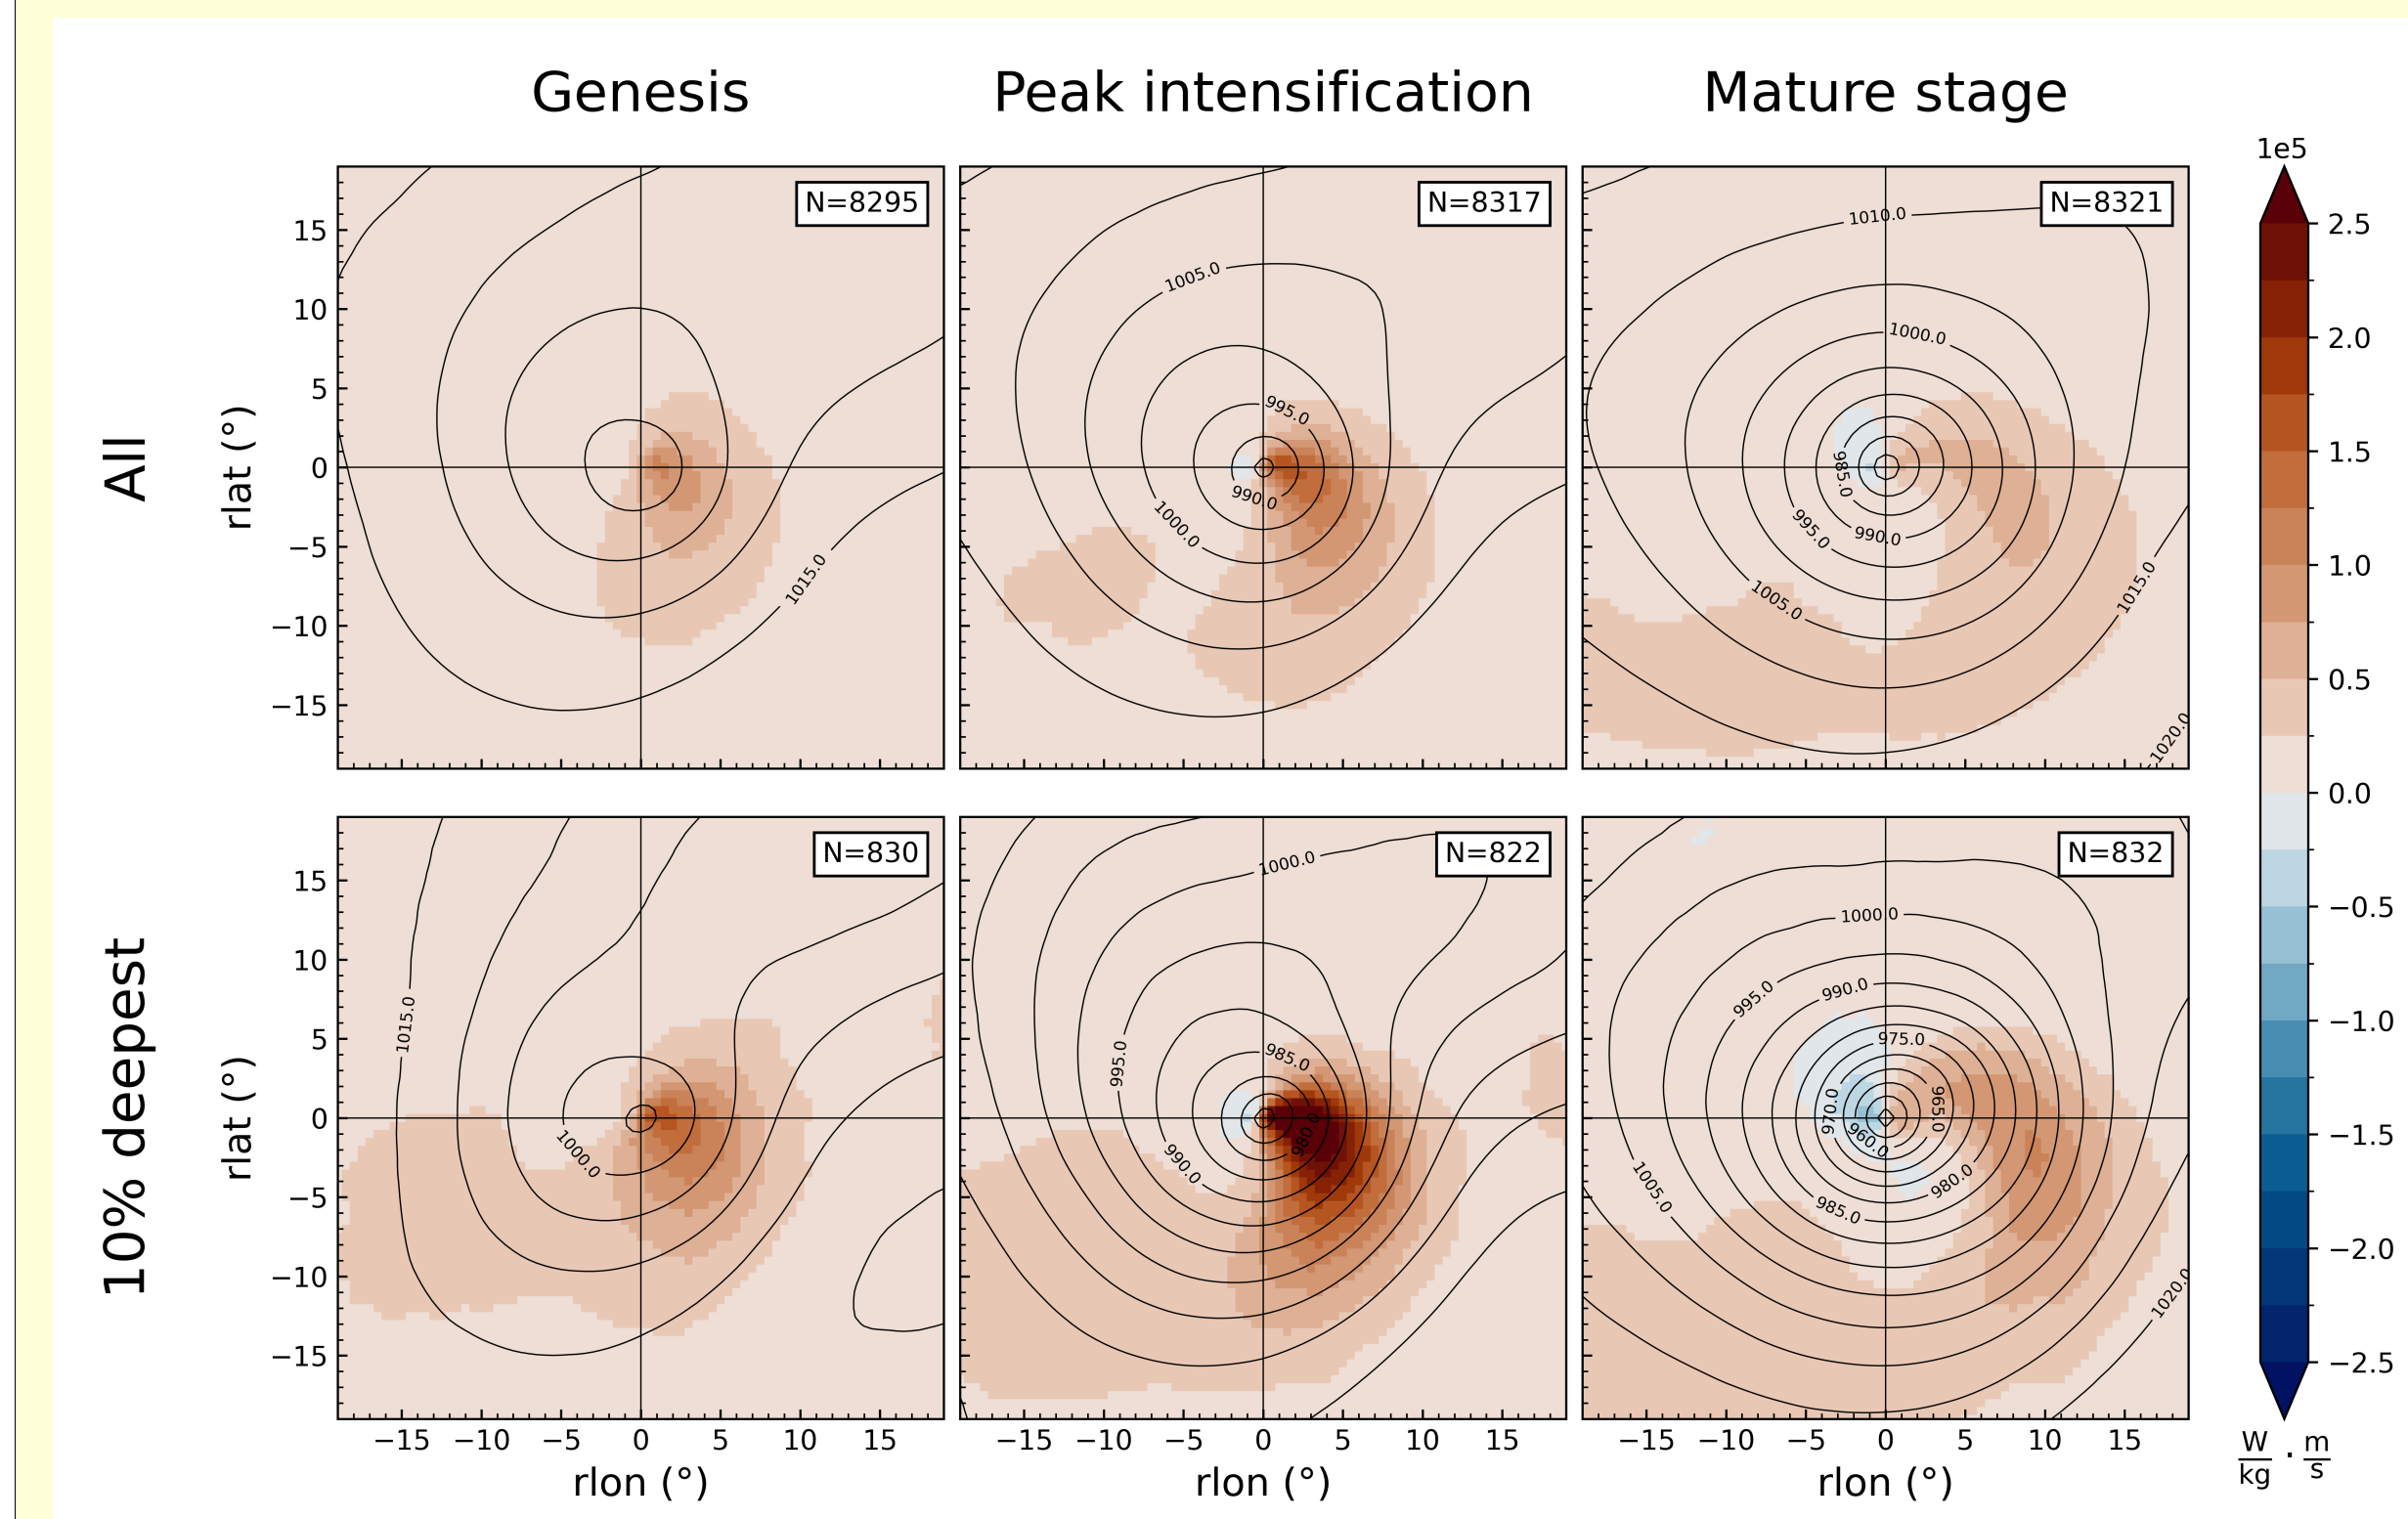 Genesis
Peak intensification
Mature stage
1e5
All
rlat (°)
15
10
5
0
−5
−10
−15
N=8295
1015.0
N=8317
1005.0
995.0
990.0
1000.0
N=8321
1010.0
1000.0
985.0
995.0
990.0
1005.0
1015.0
1020.0
2.5
2.0
1.5
1.0
0.5
0.0
−0.5
−1.0
−1.5
−2.0
−2.5
10% deepest
rlat (°)
15
10
5
0
−5
−10
−15
N=830
1015.0
1000.0
N=822
1000.0
995.0
985.0
980.0
990.0
N=832
1000.0
995.0
990.0
975.0
970.0
965.0
960.0
1005.0
980.0
985.0
1020.0
−15 −10 −5 0 5 10 15
−15 −10 −5 0 5 10 15
−15 −10 −5 0 5 10 15
rlon (°)
rlon (°)
rlon (°)
W
kg
·
m
s